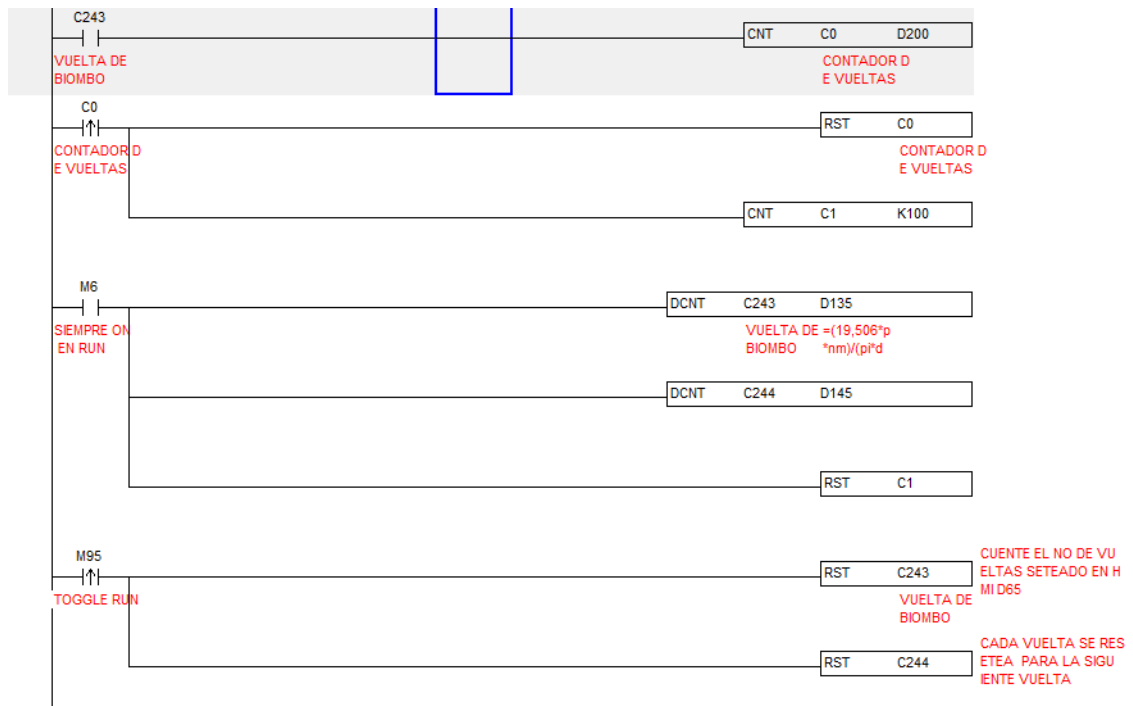 C243
CNT C0 D200
VUELTA DE
BIOMBO
CONTADOR D
E VUELTAS
C0
RST C0
CONTADOR D
E VUELTAS
CONTADOR D
E VUELTAS
CNT C1 K100
M6
DCNT C243 D135
SIEMPRE ON
EN RUN
VUELTA DE
BIOMBO
=(19,506*p
*nm)/(pi*d
DCNT C244 D145
RST C1
M95
RST C243
TOGGLE RUN
VUELTA DE
BIOMBO
CUENTE EL NO DE VU
ELTAS SETEADO EN H
MI D65
RST C244
CADA VUELTA SE RES
ETEA PARA LA SIGU
IENTE VUELTA